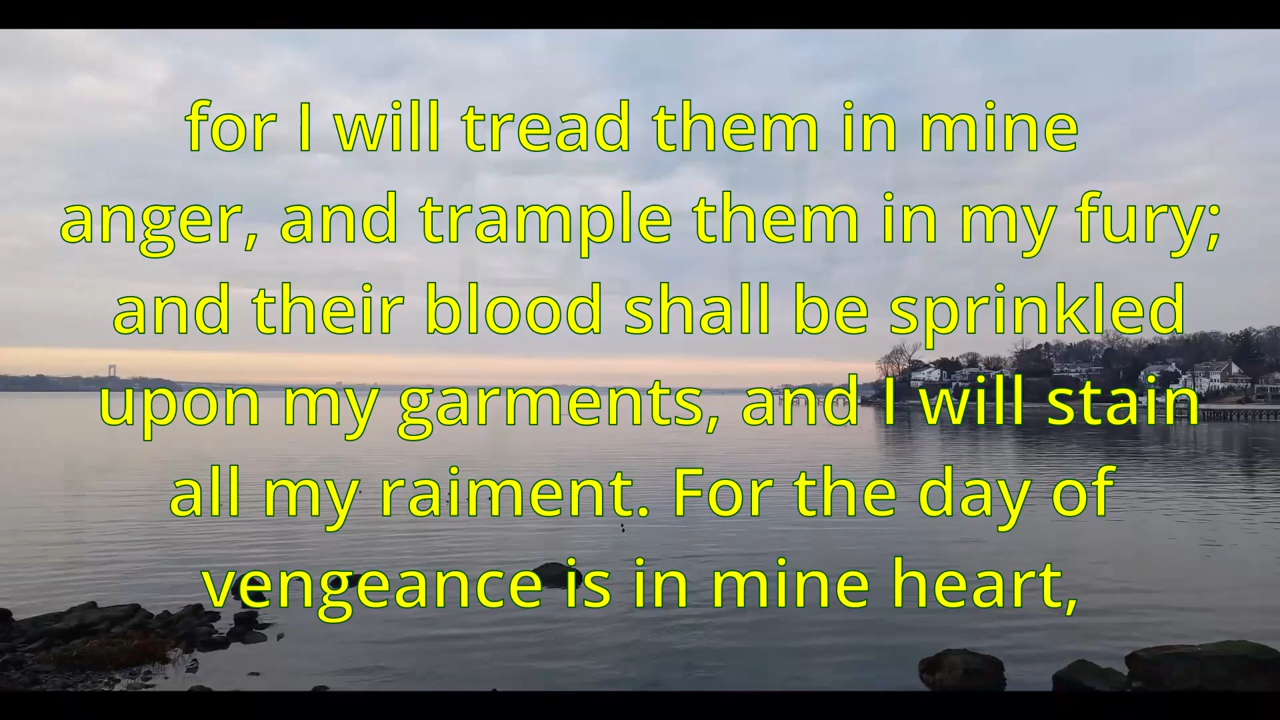 for I will tread them in mine
anger, and trample them in my fury;
and their blood shall be sprinkled
upon my garments, and I will stain
all my raiment. For the day of
vengeance is in mine heart,